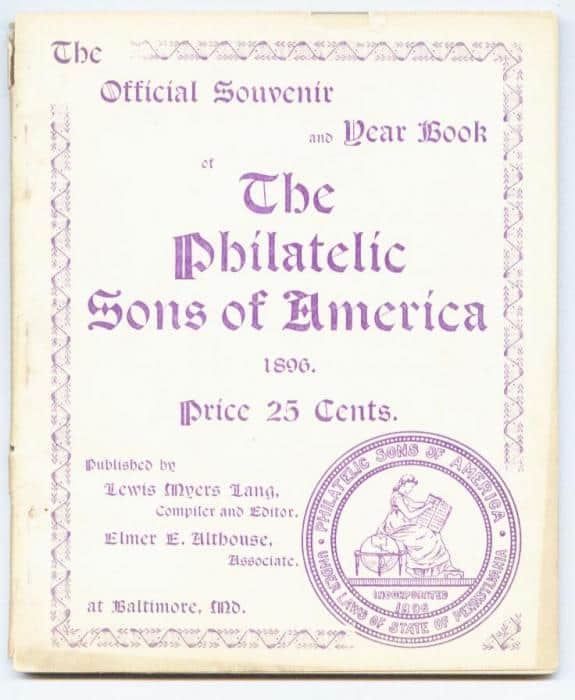 The
Official Souvenir
and Year Book
of
The
Philatelic
Sons of America
1896.
Price 25 Cents.
Published by
Lewis Myers Lang,
Compiler and Editor.
Elmer E. Althouse,
Associate.
at Baltimore, Md.
PHILATELIC SONS OF AMERICA
INCORPORATED
1896
UNDER LAWS OF STATE OF PENNSYLVANIA